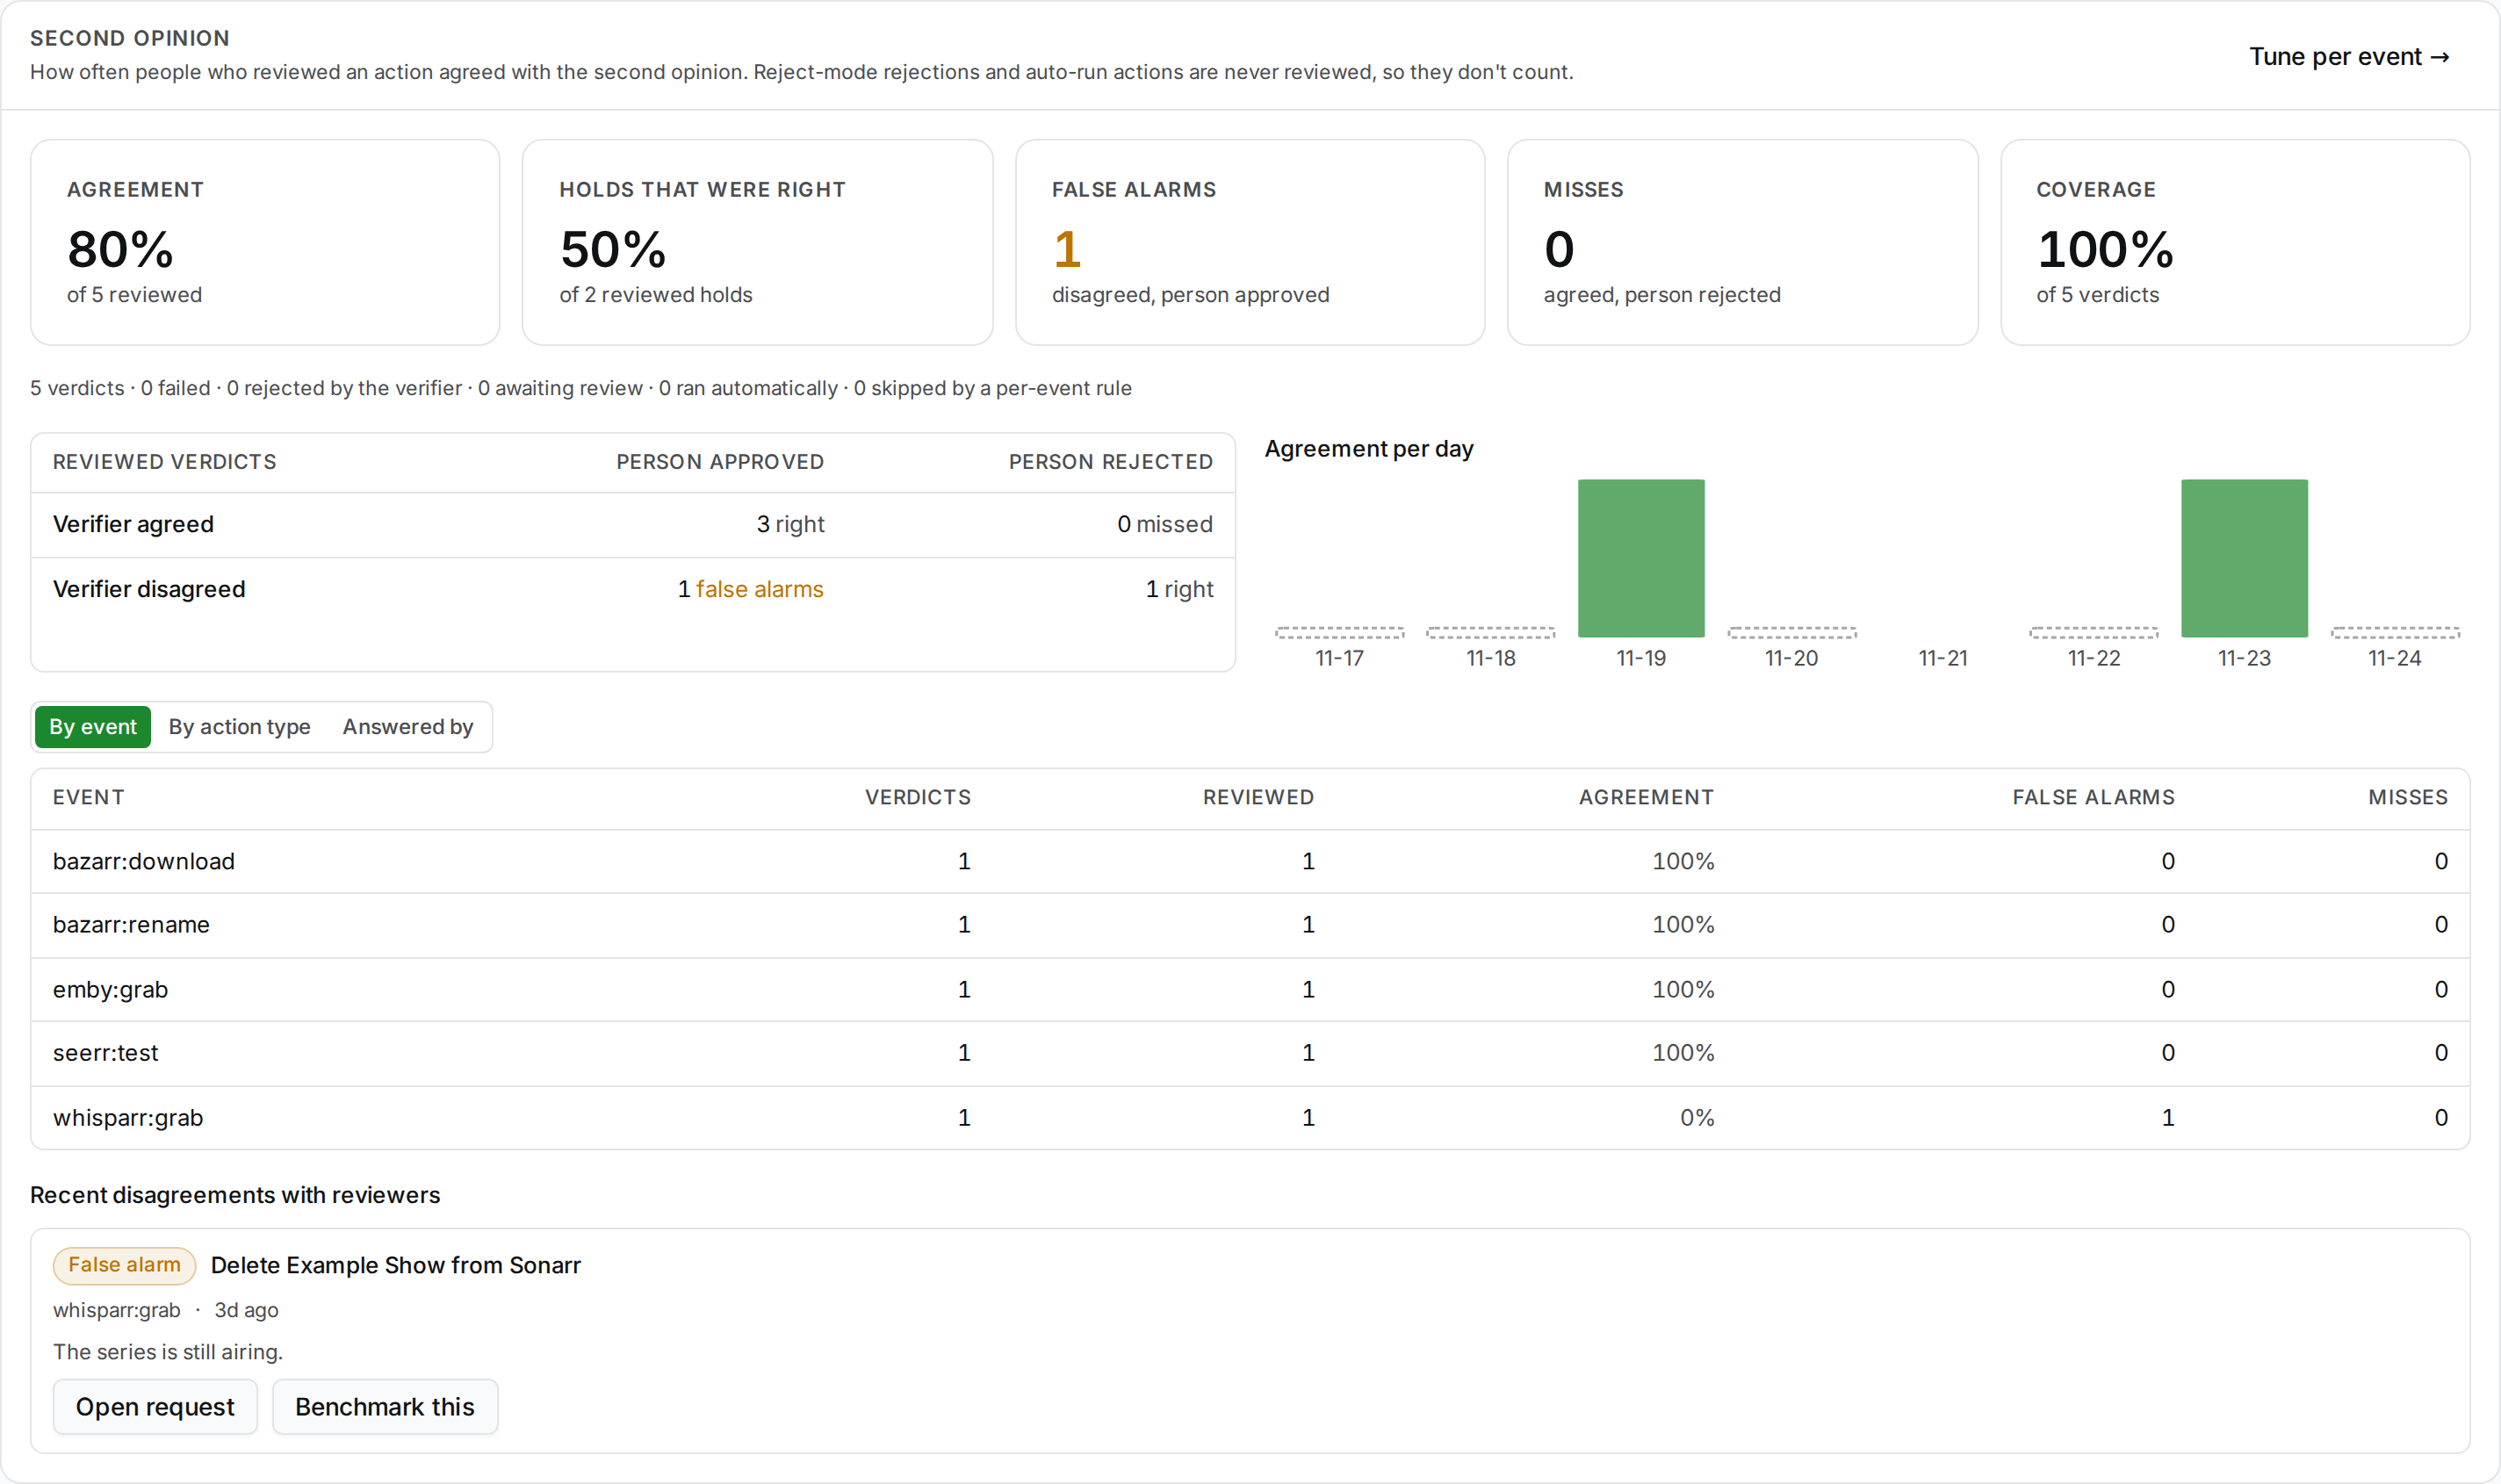 SECOND OPINION
How often people who reviewed an action agreed with the second opinion. Reject-mode rejections and auto-run actions are never reviewed, so they don't count.
Tune per event →
AGREEMENT
80%
of 5 reviewed
HOLDS THAT WERE RIGHT
50%
of 2 reviewed holds
FALSE ALARMS
1
disagreed, person approved
MISSES
0
agreed, person rejected
COVERAGE
100%
of 5 verdicts
5 verdicts · 0 failed · 0 rejected by the verifier · 0 awaiting review · 0 ran automatically · 0 skipped by a per-event rule
REVIEWED VERDICTS PERSON APPROVED PERSON REJECTED
Verifier agreed 3 right 0 missed
Verifier disagreed 1 false alarms 1 right
Agreement per day
11-17 11-18 11-19 11-20 11-21 11-22 11-23 11-24
By event By action type Answered by
EVENT VERDICTS REVIEWED AGREEMENT FALSE ALARMS MISSES
bazarr:download 1 1 100% 0 0
bazarr:rename 1 1 100% 0 0
emby:grab 1 1 100% 0 0
seerr:test 1 1 100% 0 0
whisparr:grab 1 1 0% 1 0
Recent disagreements with reviewers
False alarm Delete Example Show from Sonarr
whisparr:grab · 3d ago
The series is still airing.
Open request Benchmark this